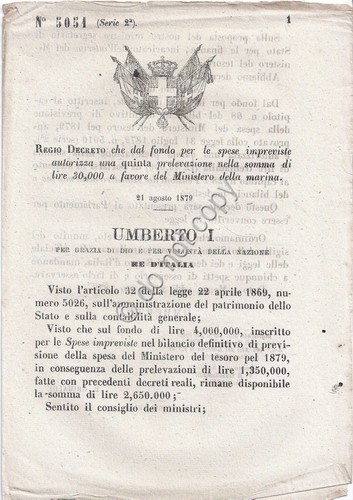 N° 5051 (Serie 2ª) 1
REGIO DECRETO che dal fondo per le spese impreviste
autorizza una quinta prelevazione nella somma di
lire 30,000 a favore del Ministero della marina.
21 agosto 1879
UMBERTO I
PER GRAZIA DI DIO E PER VOLONTÀ DELLA NAZIONE
RE D'ITALIA
Visto l'articolo 32 della legge 22 aprile 1869, nu-
mero 5026, sull'amministrazione del patrimonio dello
Stato e sulla contabilità generale;
Visto che sul fondo di lire 4,000,000, inscritto
per le Spese impreviste nel bilancio definitivo di previ-
sione della spesa del Ministero del tesoro pel 1879,
in conseguenza delle prelevazioni di lire 1,350,000,
fatte con precedenti decreti reali, rimane disponibile
la somma di lire 2,650.000;
Sentito il consiglio dei ministri;
do not copy